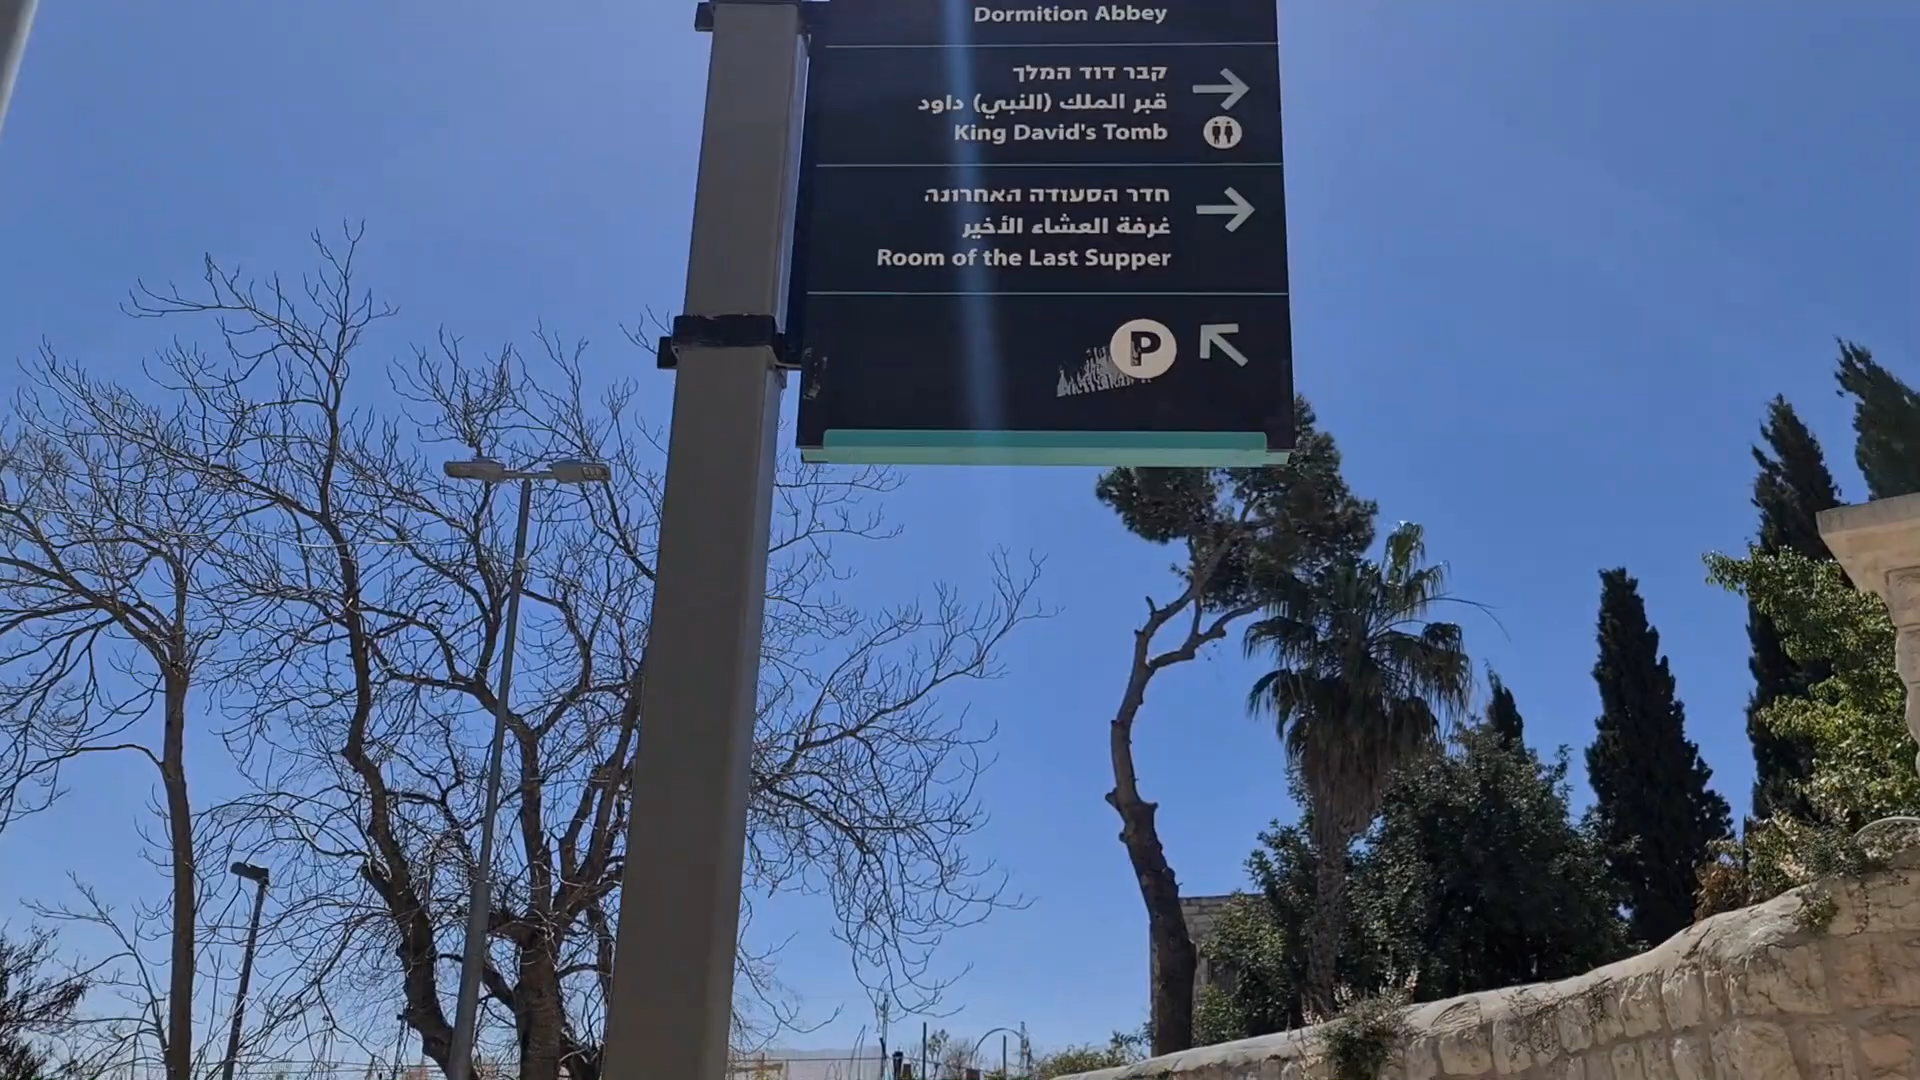 Dormition Abbey
קבר דוד המלך
قبر الملك (النبي) داود
King David's Tomb
חדר הסעודה האחרונה
غرفة العشاء الأخير
Room of the Last Supper
P